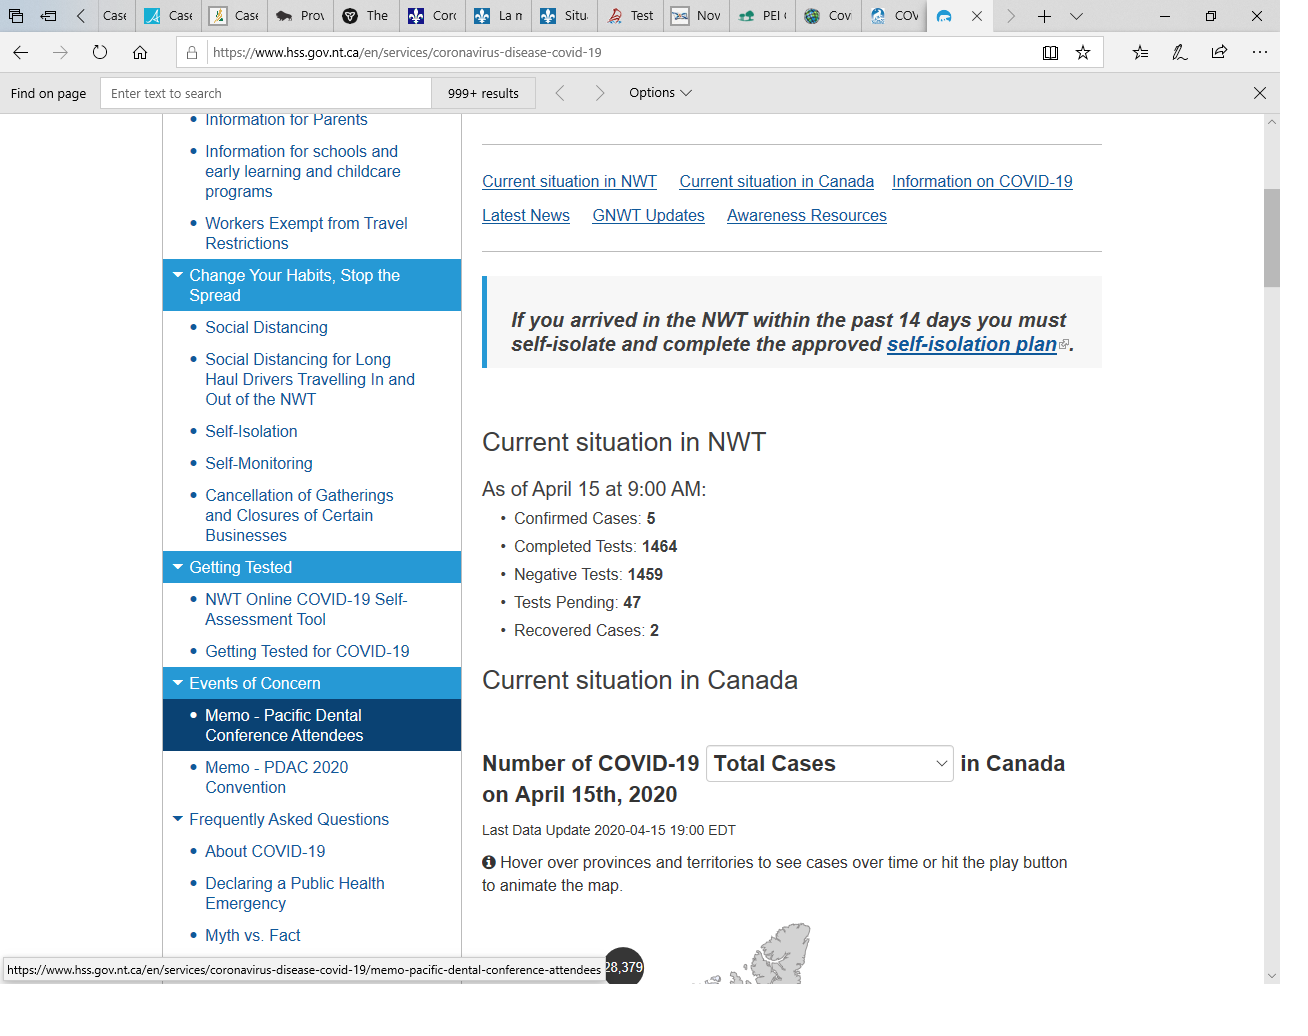 Case
Case
Case
Prov
The
Cor
La n
Situ
Test
Nov
PEI
Cov
COV
https://www.hss.gov.nt.ca/en/services/coronavirus-disease-covid-19
Find on page
Enter text to search
999+ results
Options
Information for Parents
Information for schools and
early learning and childcare
programs
Workers Exempt from Travel
Restrictions
Change Your Habits, Stop the
Spread
Social Distancing
Social Distancing for Long
Haul Drivers Travelling In and
Out of the NWT
Self-Isolation
Self-Monitoring
Cancellation of Gatherings
and Closures of Certain
Businesses
Getting Tested
NWT Online COVID-19 Self-
Assessment Tool
Getting Tested for COVID-19
Events of Concern
Memo - Pacific Dental
Conference Attendees
Memo - PDAC 2020
Convention
Frequently Asked Questions
About COVID-19
Declaring a Public Health
Emergency
Myth vs. Fact
https://www.hss.gov.nt.ca/en/services/coronavirus-disease-covid-19/memo-pacific-dental-conference-attendees
Current situation in NWT Current situation in Canada Information on COVID-19
Latest News GNWT Updates Awareness Resources
If you arrived in the NWT within the past 14 days you must
self-isolate and complete the approved self-isolation plan.
Current situation in NWT
As of April 15 at 9:00 AM:
• Confirmed Cases: 5
• Completed Tests: 1464
• Negative Tests: 1459
• Tests Pending: 47
• Recovered Cases: 2
Current situation in Canada
Number of COVID-19 Total Cases in Canada
on April 15th, 2020
Last Data Update 2020-04-15 19:00 EDT
Hover over provinces and territories to see cases over time or hit the play button
to animate the map.
28,379